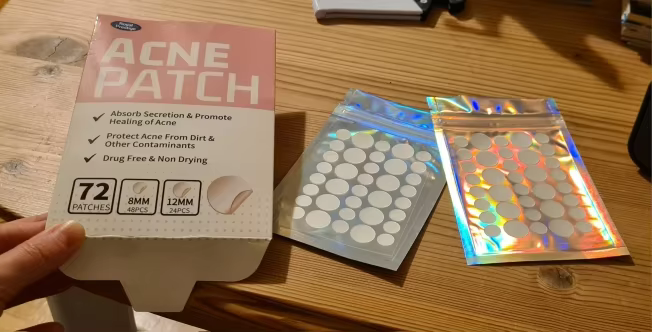 ACNE
PATCH
Absorb Secretion & Promote
Healing of Acne
Protect Acne From Dirt &
Other Contaminants
Drug Free & Non Drying
72
PATCHES
8MM
48PCS
12MM
24PCS